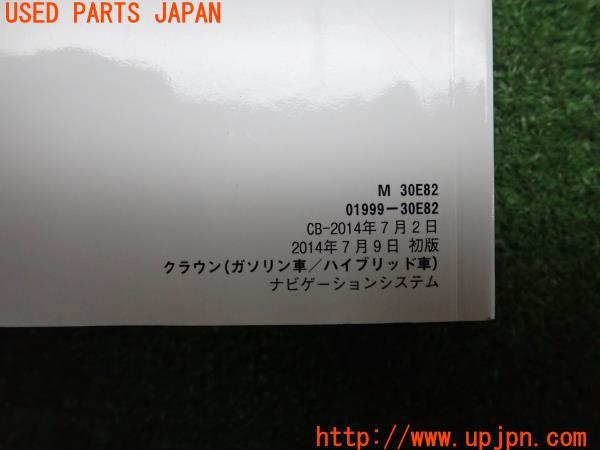 USED PARTS JAPAN
M 30E82
01999-30E82
CB-2014年7月2日
2014年7月9日 初版
クラウン(ガソリン車/ハイブリッド車)
ナビゲーションシステム
http://www.upjpn.com/